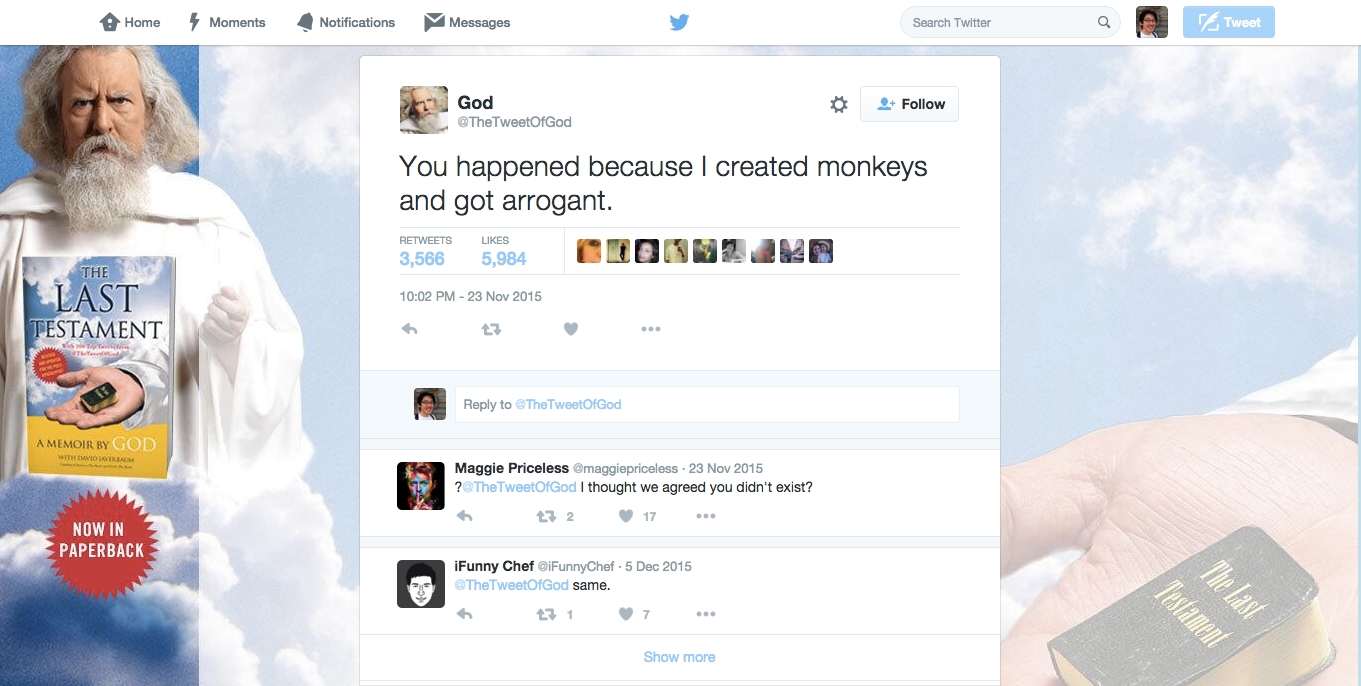 Home
Moments
Notifications
Messages
Search Twitter
Tweet
God
@TheTweetOfGod
Follow
You happened because I created monkeys
and got arrogant.
RETWEETS
3,566
LIKES
5,984
10:02 PM - 23 Nov 2015
Reply to @TheTweetOfGod
Maggie Priceless @maggiepriceless · 23 Nov 2015
?@TheTweetOfGod I thought we agreed you didn't exist?
2
17
iFunny Chef @iFunnyChef · 5 Dec 2015
@TheTweetOfGod same.
1
7
Show more
THE
LAST
TESTAMENT
A MEMOIR BY GOD
WITH DAVID JAVERBAUM
NOW IN
PAPERBACK
The Last
Testament